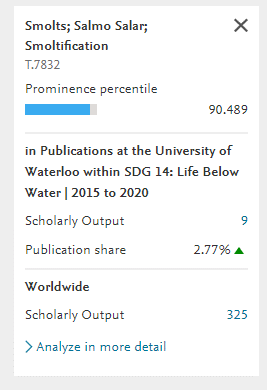 Smolts; Salmo Salar;
Smoltification
T.7832
Prominence percentile
90.489
in Publications at the University of
Waterloo within SDG 14: Life Below
Water | 2015 to 2020
Scholarly Output 9
Publication share 2.77%
Worldwide
Scholarly Output 325
Analyze in more detail